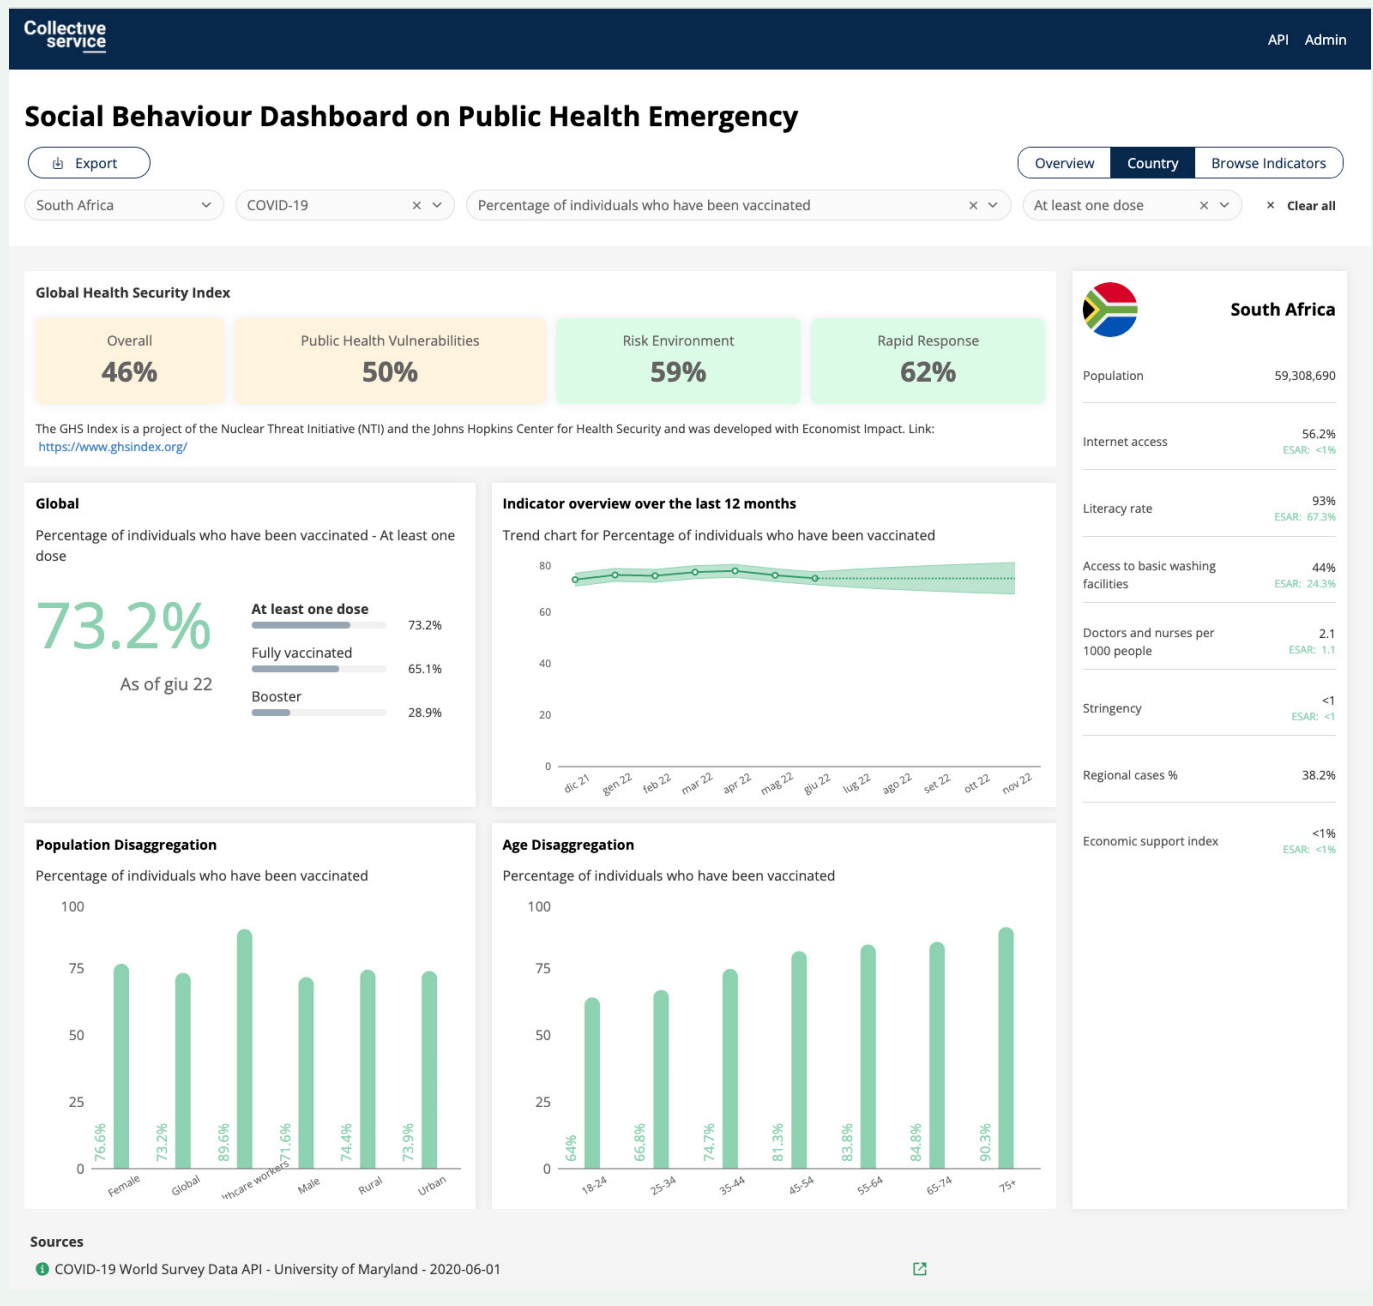 Collective
service
API Admin
Social Behaviour Dashboard on Public Health Emergency
Export
Overview Country Browse Indicators
South Africa
COVID-19
Percentage of individuals who have been vaccinated
At least one dose
Clear all
Global Health Security Index
Overall
46%
Public Health Vulnerabilities
50%
Risk Environment
59%
Rapid Response
62%
The GHS Index is a project of the Nuclear Threat Initiative (NTI) and the Johns Hopkins Center for Health Security and was developed with Economist Impact. Link:
https://www.ghsindex.org/
South Africa
Population 59,308,690
Internet access 56.2%
ESAR: <1%
Literacy rate 93%
ESAR: 67.3%
Access to basic washing
facilities 44%
ESAR: 24.3%
Doctors and nurses per
1000 people 2.1
ESAR: 1.1
Stringency <1
ESAR: <1
Regional cases % 38.2%
Economic support index <1%
ESAR: <1%
Global
Percentage of individuals who have been vaccinated - At least one
dose
73.2%
As of giu 22
At least one dose
73.2%
Fully vaccinated
65.1%
Booster
28.9%
Indicator overview over the last 12 months
Trend chart for Percentage of individuals who have been vaccinated
80
60
40
20
0
dic 21 gen 22 feb 22 mar 22 apr 22 mag 22 giu 22 lug 22 ago 22 set 22 ott 22 nov 22
Population Disaggregation
Percentage of individuals who have been vaccinated
100
75
50
25
0
76.6% 73.2% 89.6% 71.6% 74.4% 73.9%
Female Global lthcare workers Male Rural Urban
Age Disaggregation
Percentage of individuals who have been vaccinated
100
75
50
25
0
64% 66.8% 74.7% 81.3% 83.8% 84.8% 90.3%
18-24 25-34 35-44 45-54 55-64 65-74 75+
Sources
COVID-19 World Survey Data API - University of Maryland - 2020-06-01